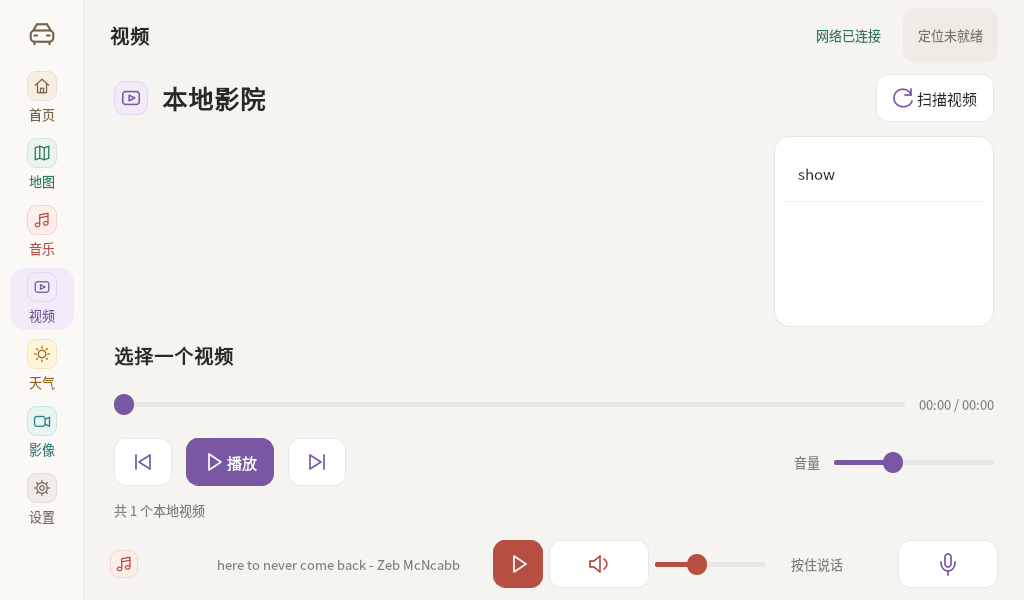 视频
网络已连接
定位未就绪
首页
地图
音乐
视频
天气
影像
设置
本地影院
扫描视频
show
选择一个视频
00:00 / 00:00
播放
音量
共 1 个本地视频
here to never come back - Zeb McNcabb
按住说话